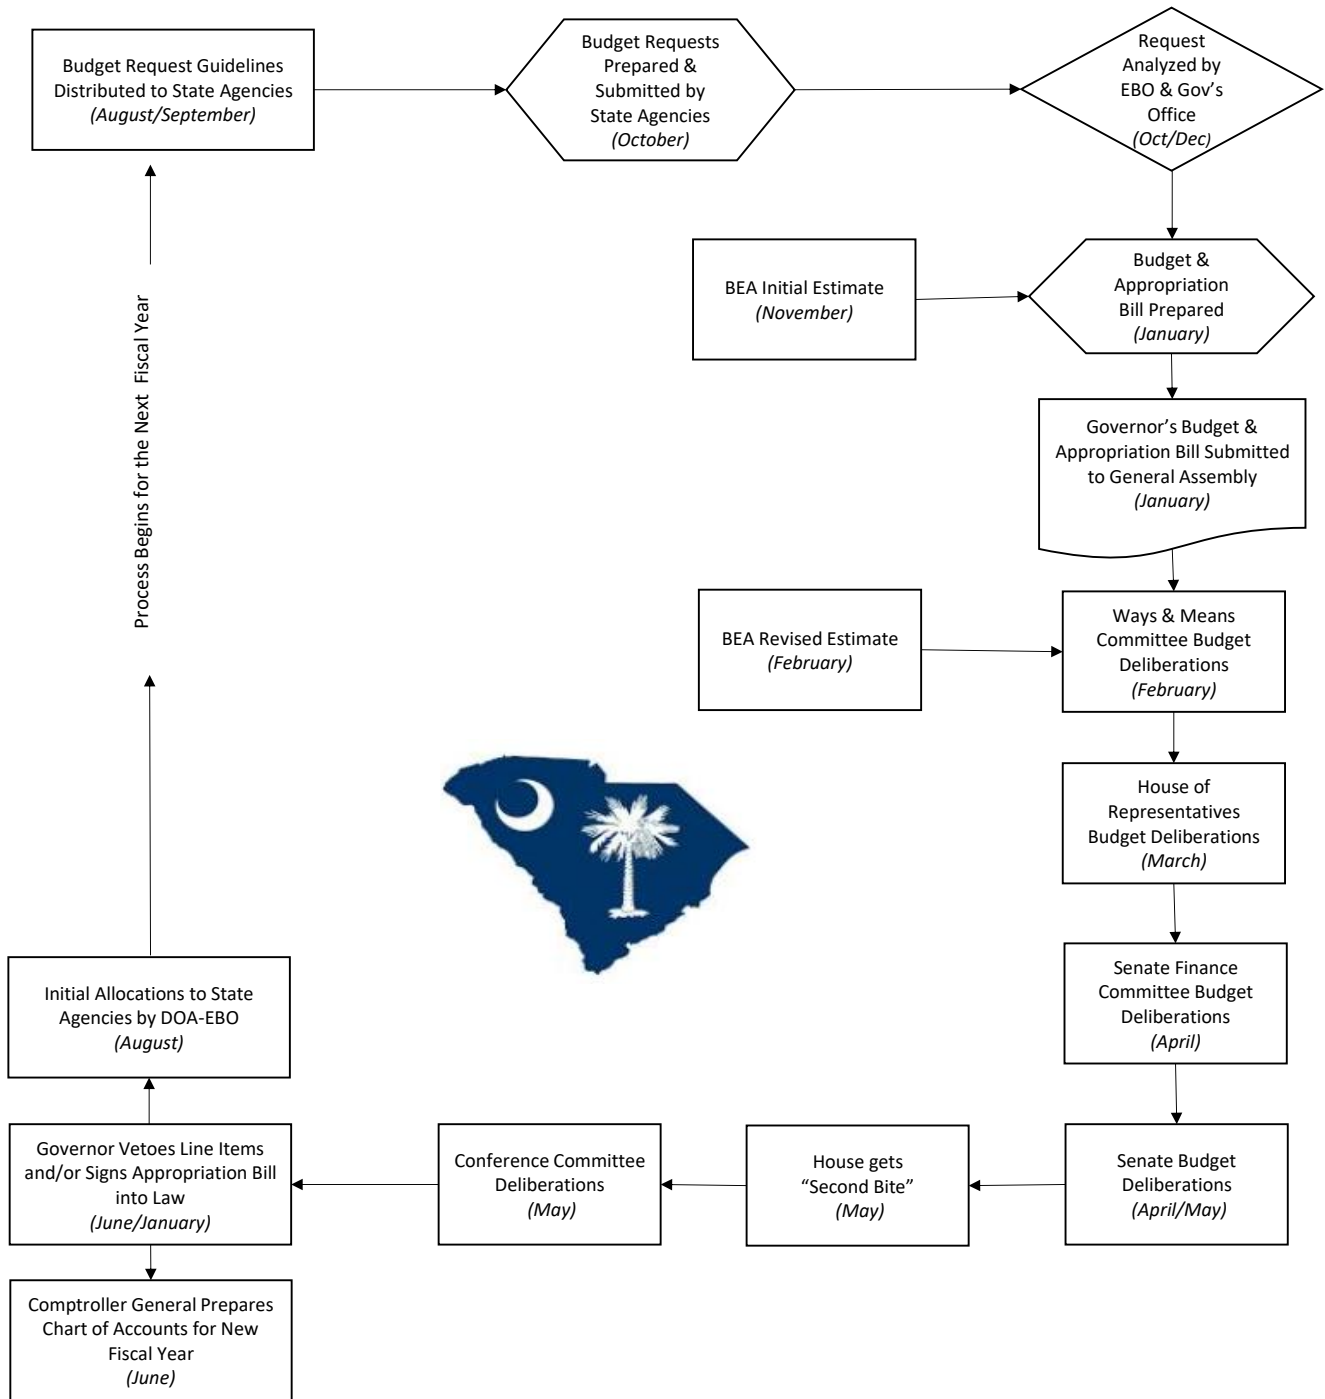 Budget Request Guidelines
Distributed to State Agencies
(August/September)
Budget Requests
Prepared &
Submitted by
State Agencies
(October)
Request
Analyzed by
EBO & Gov’s
Office
(Oct/Dec)
BEA Initial Estimate
(November)
Budget &
Appropriation
Bill Prepared
(January)
Governor’s Budget &
Appropriation Bill Submitted
to General Assembly
(January)
BEA Revised Estimate
(February)
Ways & Means
Committee Budget
Deliberations
(February)
House of
Representatives
Budget Deliberations
(March)
Senate Finance
Committee Budget
Deliberations
(April)
Senate Budget
Deliberations
(April/May)
House gets
“Second Bite”
(May)
Conference Committee
Deliberations
(May)
Governor Vetoes Line Items
and/or Signs Appropriation Bill
into Law
(June/January)
Comptroller General Prepares
Chart of Accounts for New
Fiscal Year
(June)
Initial Allocations to State
Agencies by DOA-EBO
(August)
Process Begins for the Next Fiscal Year